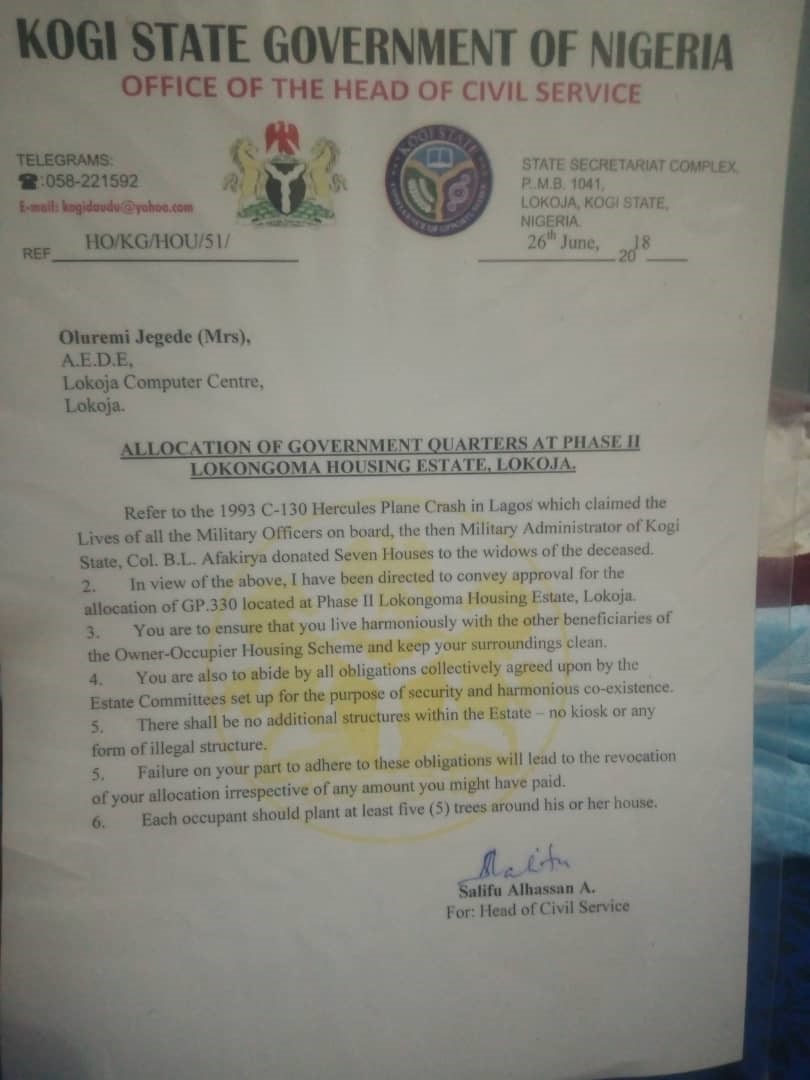 KOGI STATE GOVERNMENT OF NIGERIA
OFFICE OF THE HEAD OF CIVIL SERVICE
TELEGRAMS:
☎:058-221592
E-mail: kogidaudu@yahoo.com
KOGI STATE
STATE SECRETARIAT COMPLEX,
P.M.B. 1041,
LOKOJA, KOGI STATE,
NIGERIA.
REF HO/KG/HOU/51/
26th June, 2018
Oluremi Jegede (Mrs),
A.E.D.E,
Lokoja Computer Centre,
Lokoja.
ALLOCATION OF GOVERNMENT QUARTERS AT PHASE II
LOKONGOMA HOUSING ESTATE, LOKOJA.
Refer to the 1993 C-130 Hercules Plane Crash in Lagos which claimed the
Lives of all the Military Officers on board, the then Military Administrator of Kogi
State, Col. B.L. Afakirya donated Seven Houses to the widows of the deceased.
2. In view of the above, I have been directed to convey approval for the
allocation of GP.330 located at Phase II Lokongoma Housing Estate, Lokoja.
3. You are to ensure that you live harmoniously with the other beneficiaries of
the Owner-Occupier Housing Scheme and keep your surroundings clean.
4. You are also to abide by all obligations collectively agreed upon by the
Estate Committees set up for the purpose of security and harmonious co-existence.
5. There shall be no additional structures within the Estate – no kiosk or any
form of illegal structure.
5. Failure on your part to adhere to these obligations will lead to the revocation
of your allocation irrespective of any amount you might have paid.
6. Each occupant should plant at least five (5) trees around his or her house.
Salifu
Salifu Alhassan A.
For: Head of Civil Service